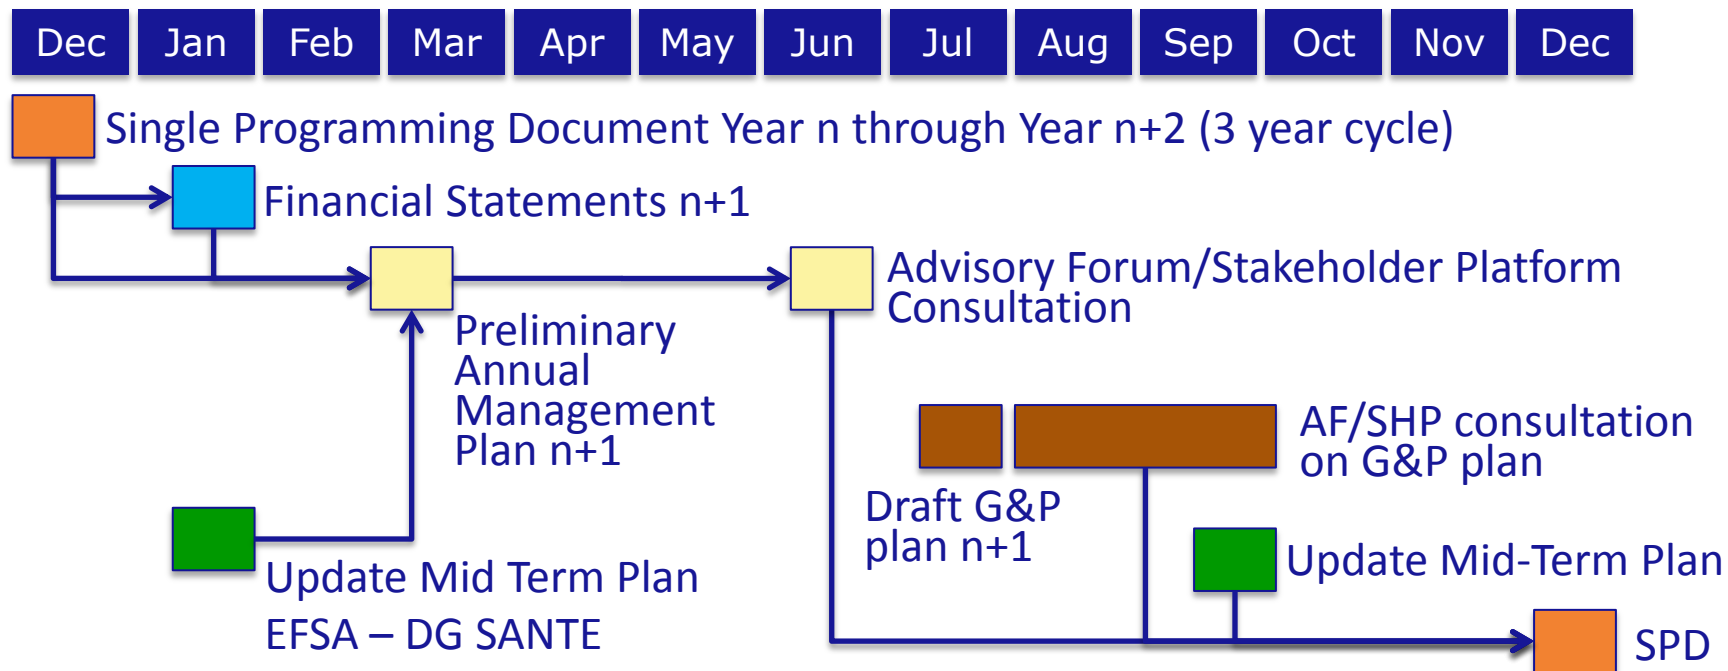 Dec Jan Feb Mar Apr May Jun Jul Aug Sep Oct Nov Dec
Single Programming Document Year n through Year n+2 (3 year cycle)
Financial Statements n+1
Advisory Forum/Stakeholder Platform
Consultation
Preliminary
Annual
Management
Plan n+1
AF/SHP consultation
on G&P plan
Draft G&P
plan n+1
Update Mid-Term Plan
Update Mid Term Plan
EFSA – DG SANTE
SPD